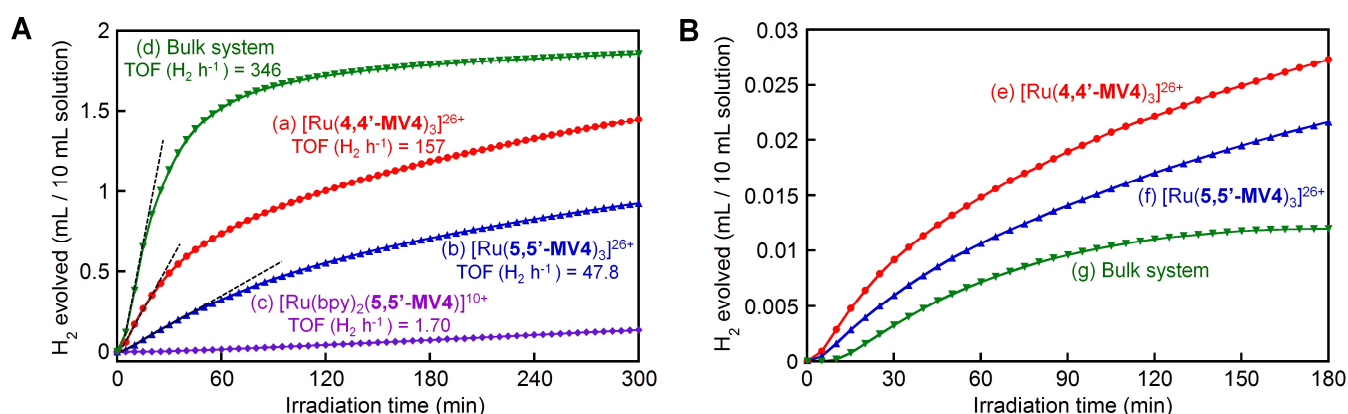 A
H₂ evolved (mL / 10 mL solution)
2
1.5
1
0.5
0
(d) Bulk system
TOF (H₂ h⁻¹) = 346
(a) [Ru(4,4’-MV4)₃]²⁶⁺
TOF (H₂ h⁻¹) = 157
(b) [Ru(5,5’-MV4)₃]²⁶⁺
TOF (H₂ h⁻¹) = 47.8
(c) [Ru(bpy)₂(5,5’-MV4)]¹⁰⁺
TOF (H₂ h⁻¹) = 1.70
0 60 120 180 240 300
Irradiation time (min)
B
H₂ evolved (mL / 10 mL solution)
0.03
0.025
0.02
0.015
0.01
0.005
0
(e) [Ru(4,4’-MV4)₃]²⁶⁺
(f) [Ru(5,5’-MV4)₃]²⁶⁺
(g) Bulk system
0 30 60 90 120 150 180
Irradiation time (min)